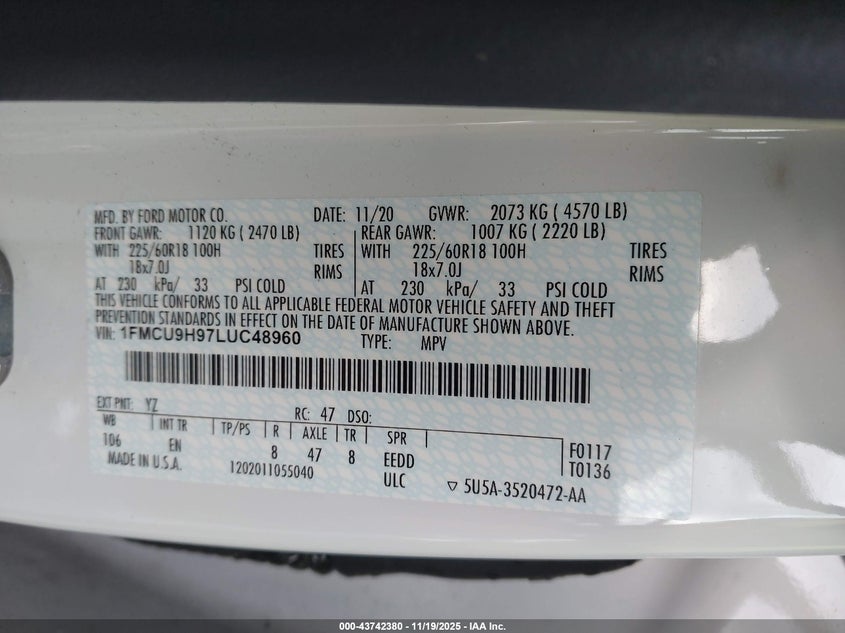 MFD. BY FORD MOTOR CO. DATE: 11/20 GVWR: 2073 KG ( 4570 LB)
FRONT GAWR: 1120 KG ( 2470 LB) REAR GAWR: 1007 KG ( 2220 LB)
WITH 225/60R18 100H TIRES WITH 225/60R18 100H TIRES
18x7.0J RIMS 18x7.0J RIMS
AT 230 kPa/ 33 PSI COLD AT 230 kPa/ 33 PSI COLD
THIS VEHICLE CONFORMS TO ALL APPLICABLE FEDERAL MOTOR VEHICLE SAFETY AND THEFT
PREVENTION STANDARDS IN EFFECT ON THE DATE OF MANUFACTURE SHOWN ABOVE.
VIN: 1FMCU9H97LUC48960 TYPE: MPV
EXT PNT: YZ RC: 47 DSO:
WB INT TR TP/PS R AXLE TR SPR
106 EN 8 47 8 EEDD F0117
MADE IN U.S.A. 1202011055040 ULC T0136
▽ 5U5A-3520472-AA
000-43742380 - 11/19/2025 - IAA Inc.